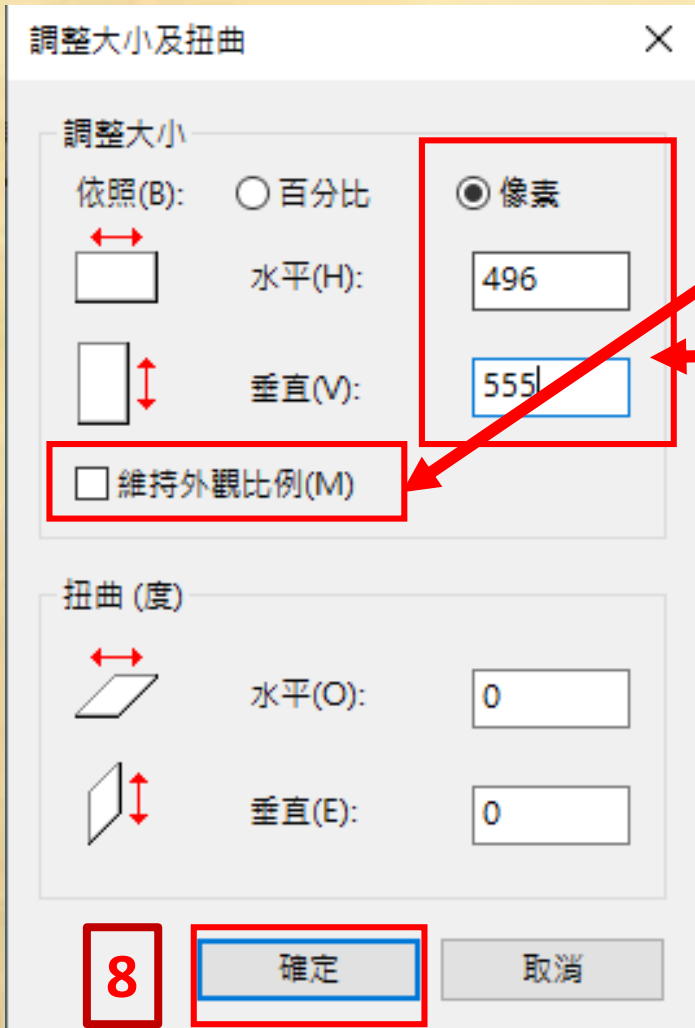 調整大小及扭曲
調整大小
依照(B): 百分比 像素
水平(H): 496
垂直(V): 555
維持外觀比例(M)
扭曲 (度)
水平(O): 0
垂直(E): 0
8 確定 取消